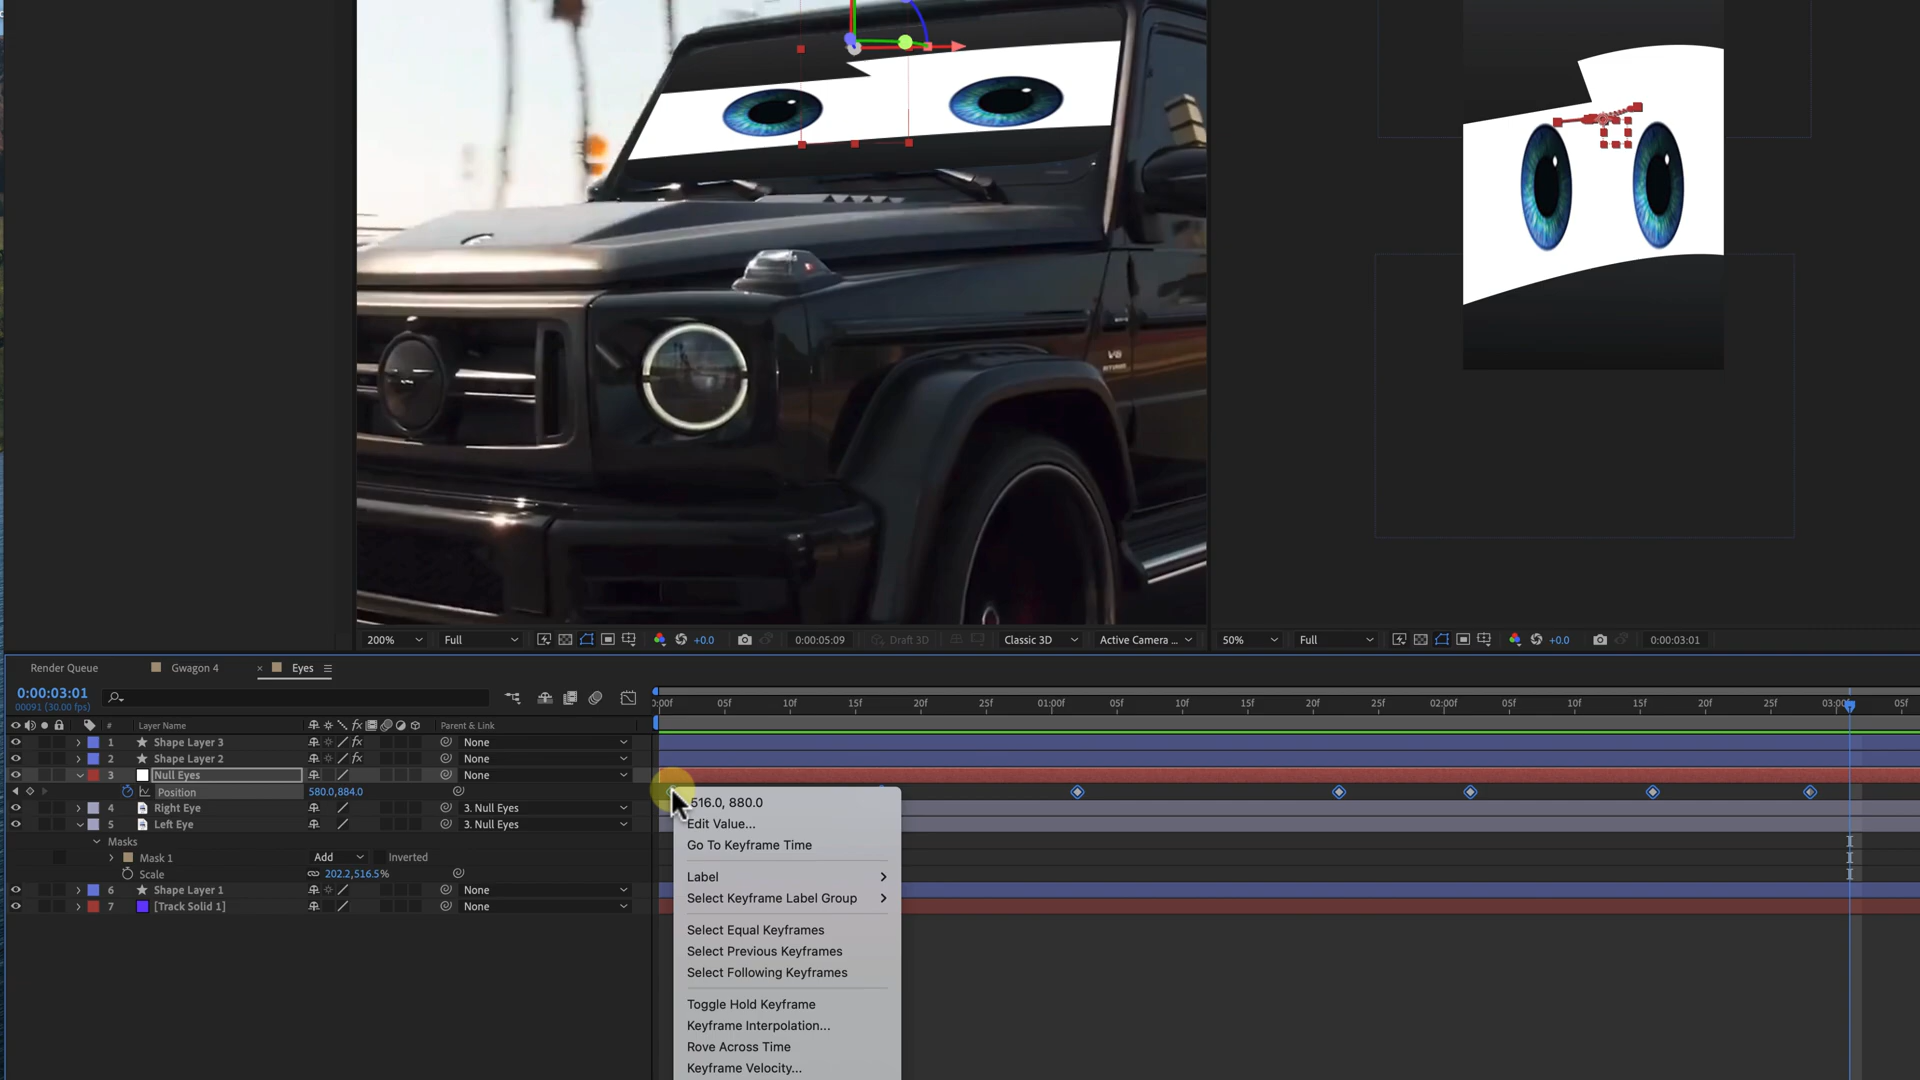 V8
200%
Full
+0.0
0:00:05:09
Draft 3D
Classic 3D
Active Camera ...
50%
Full
+0.0
0:00:03:01
Render Queue
Gwagon 4
× Eyes
0:00:03:01
00091 (30.00 fps)
:00f 05f 10f 15f 20f 25f 01:00f 05f 10f 15f 20f 25f 02:00f 05f 10f 15f 20f 25f 03:00f 05f
# Layer Name
fx
Parent & Link
1 Shape Layer 3 fx None
2 Shape Layer 2 fx None
3 Null Eyes None
Position 580.0,884.0
4 Right Eye 3. Null Eyes
5 Left Eye 3. Null Eyes
Masks
Mask 1 Add Inverted
Scale 202.2,516.5%
6 Shape Layer 1 None
7 [Track Solid 1] None
516.0, 880.0
Edit Value...
Go To Keyframe Time
Label
Select Keyframe Label Group
Select Equal Keyframes
Select Previous Keyframes
Select Following Keyframes
Toggle Hold Keyframe
Keyframe Interpolation...
Rove Across Time
Keyframe Velocity...